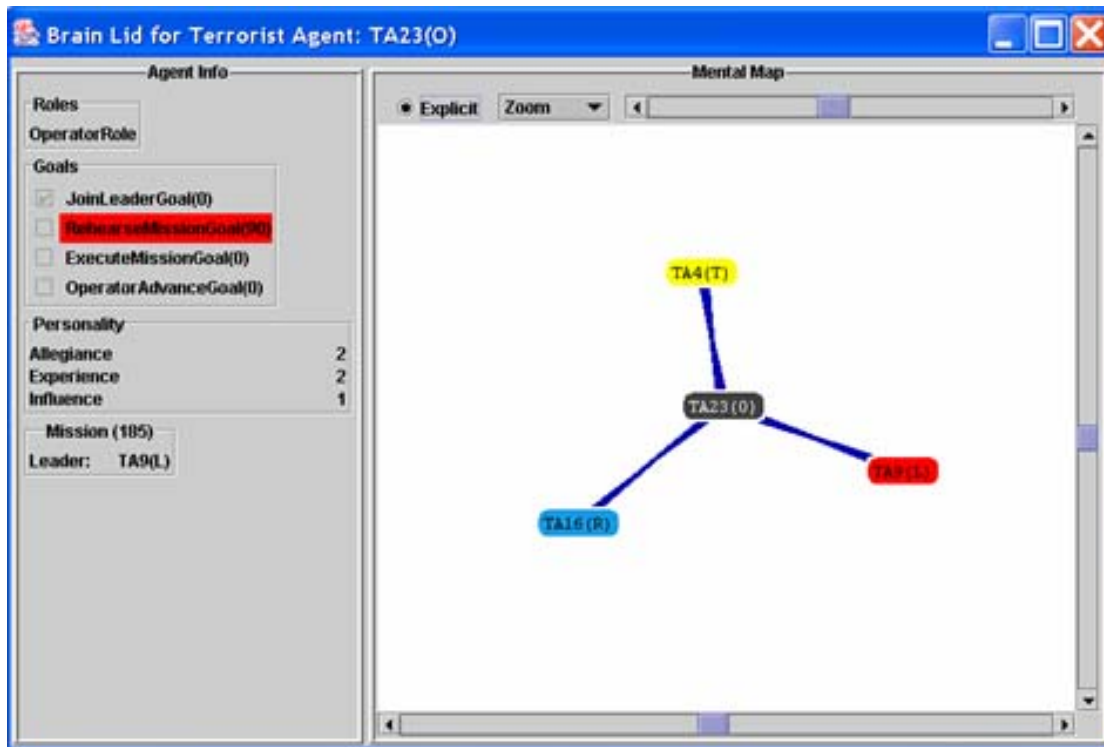 Brain Lid for Terrorist Agent: TA23(O)
Agent Info
Roles
OperatorRole
Goals
JoinLeaderGoal(0)
RehearseMissionGoal(90)
ExecuteMissionGoal(0)
OperatorAdvanceGoal(0)
Personality
Allegiance 2
Experience 2
Influence 1
Mission (185)
Leader: TA9(L)
Mental Map
Explicit Zoom
TA4(T)
TA23(O)
TA9(L)
TA16(R)